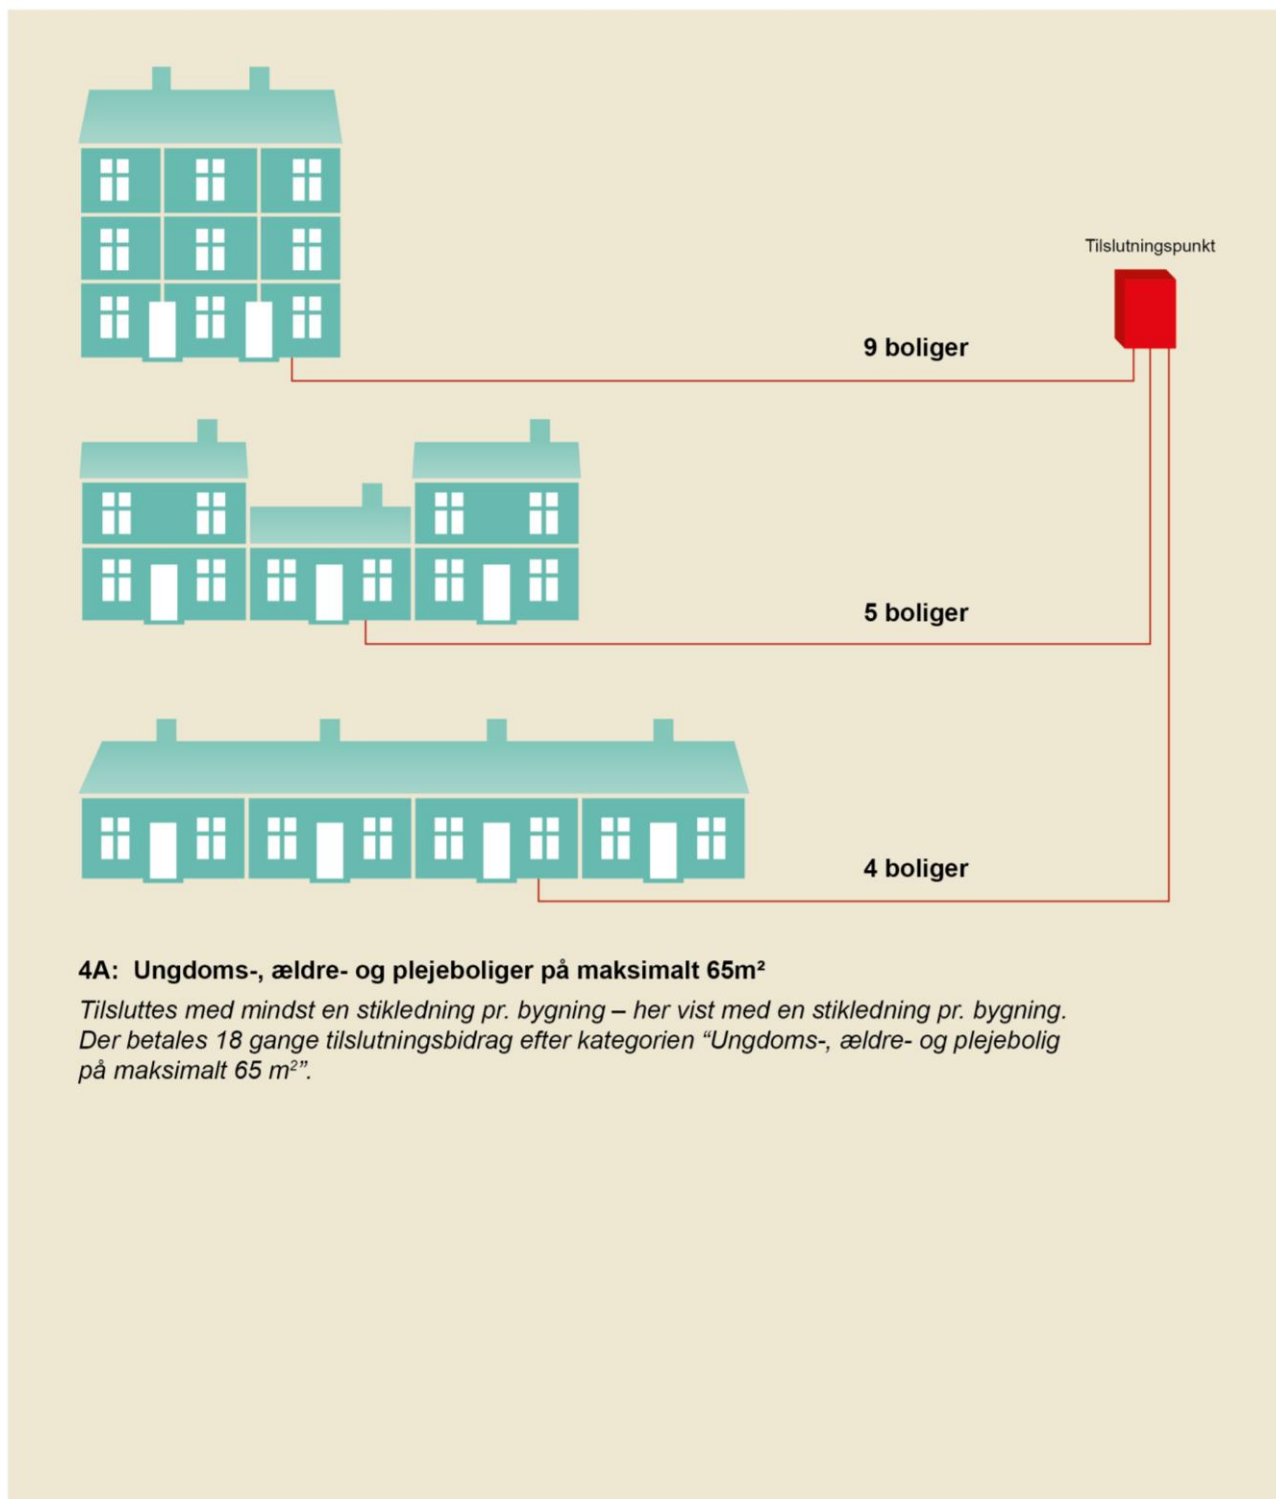 Tilslutningspunkt
9 boliger
5 boliger
4 boliger
4A: Ungdoms-, ældre- og plejeboliger på maksimalt 65m²
Tilsluttes med mindst en stikledning pr. bygning – her vist med en stikledning pr. bygning.
Der betales 18 gange tilslutningsbidrag efter kategorien “Ungdoms-, ældre- og plejebolig
på maksimalt 65 m²”.